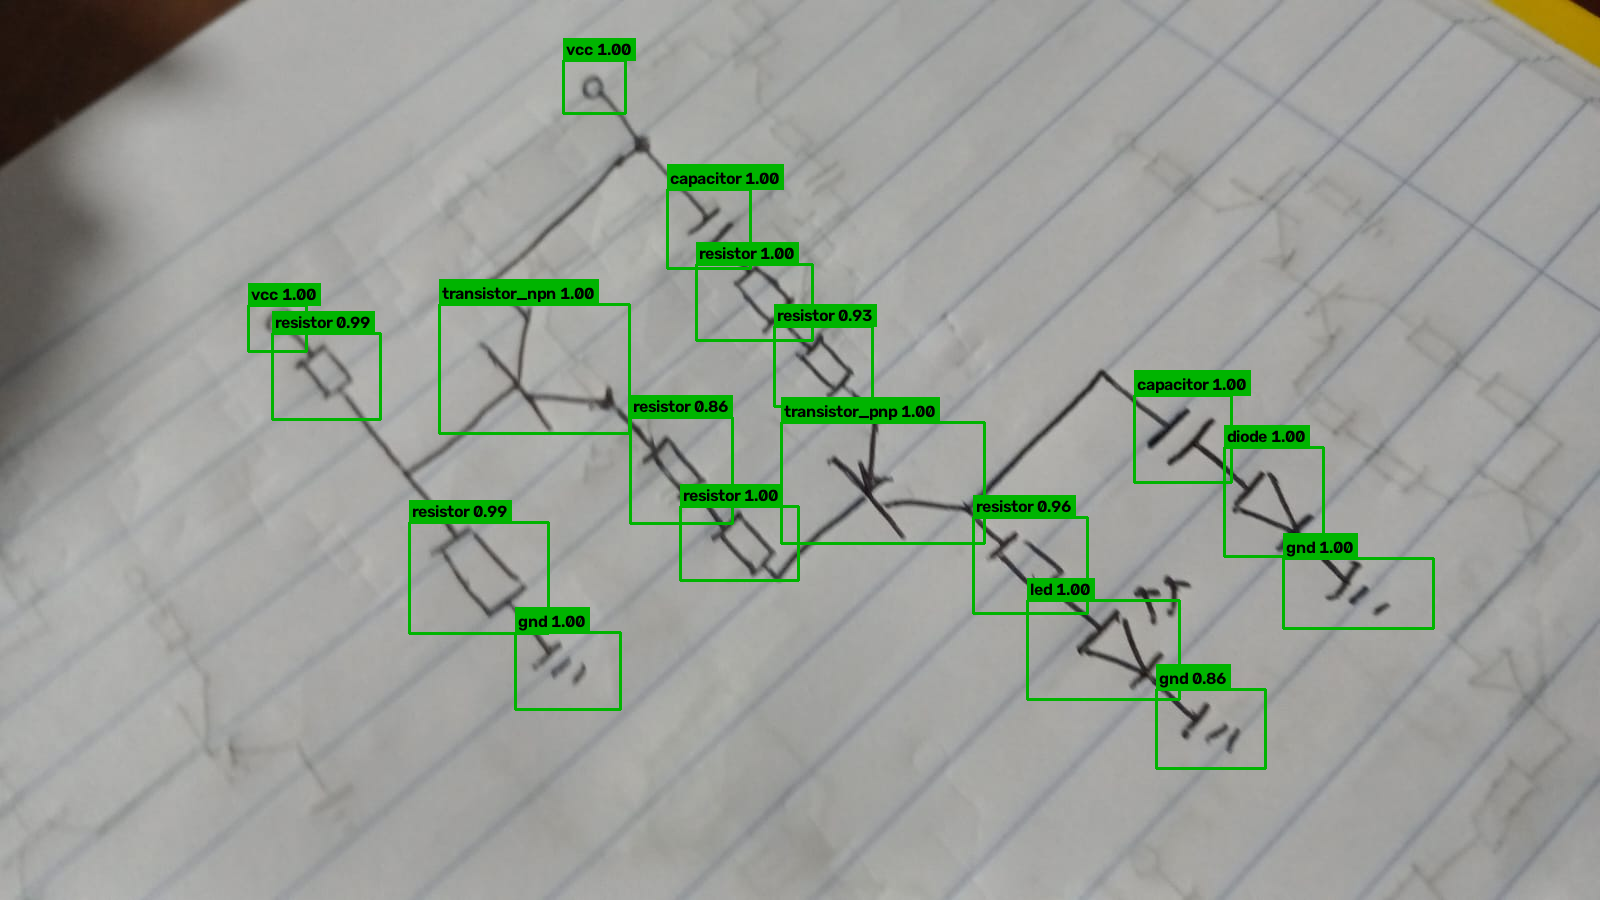 vcc 1.00
capacitor 1.00
resistor 1.00
vcc 1.00
transistor_npn 1.00
resistor 0.99
resistor 0.93
capacitor 1.00
resistor 0.86
transistor_pnp 1.00
diode 1.00
resistor 1.00
resistor 0.99
resistor 0.96
gnd 1.00
led 1.00
gnd 1.00
gnd 0.86